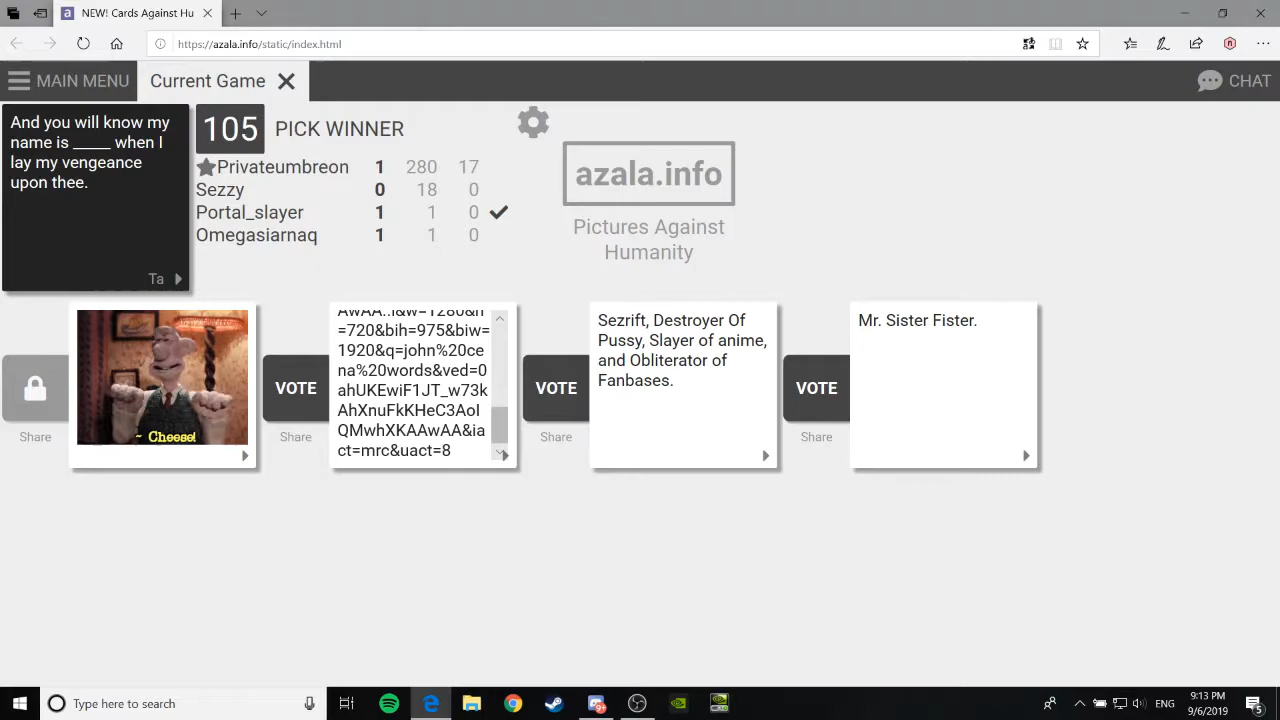 NEW! Cards Against Hu
https://azala.info/static/index.html
MAIN MENU
Current Game
CHAT
And you will know my
name is _____ when I
lay my vengeance
upon thee.
Ta
105 PICK WINNER
Privateumbreon 1 280 17
Sezzy 0 18 0
Portal_slayer 1 1 0
Omegasiarnaq 1 1 0
azala.info
Pictures Against
Humanity
Share
~ Cheese!
VOTE
Share
=720&bih=975&biw=
1920&q=john%20ce
na%20words&ved=0
ahUKEwiF1JT_w73k
AhXnuFkKHeC3AoI
QMwhXKAAwAA&ia
ct=mrc&uact=8
VOTE
Share
Sezrift, Destroyer Of
Pussy, Slayer of anime,
and Obliterator of
Fanbases.
VOTE
Share
Mr. Sister Fister.
Type here to search
ENG
9:13 PM
9/6/2019
5